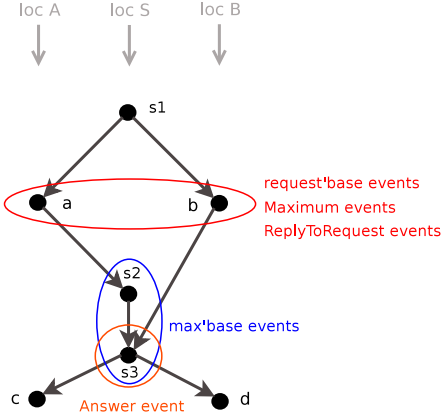 loc A loc S loc B
s1
request'base events
a b Maximum events
ReplyToRequest events
s2
max'base events
s3
c d
Answer event